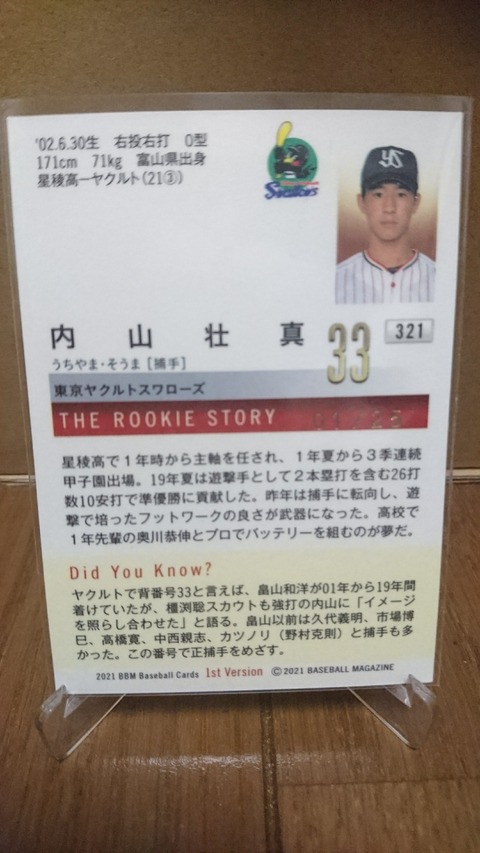 '02.6.30生 右投右打 O型
171cm 71kg 富山県出身
星稜高ーヤクルト(21③)
Swallows
YS
内山壮真
33
321
うちやま・そうま [捕手]
東京ヤクルトスワローズ
THE ROOKIE STORY
星稜高で1年時から主軸を任され、1年夏から3季連続
甲子園出場。19年夏は遊撃手として2本塁打を含む26打
数10安打で準優勝に貢献した。昨年は捕手に転向し、遊
撃で培ったフットワークの良さが武器になった。高校で
1年先輩の奥川恭伸とプロでバッテリーを組むのが夢だ。
Did You Know?
ヤクルトで背番号33と言えば、畠山和洋が01年から19年間
着けていたが、橿渕聡スカウトも強打の内山に「イメージ
を照らし合わせた」と語る。畠山以前は久代義明、市場博
巳、高橋寛、中西親志、カツノリ（野村克則）と捕手も多
かった。この番号で正捕手をめざす。
2021 BBM Baseball Cards 1st Version ©2021 BASEBALL MAGAZINE